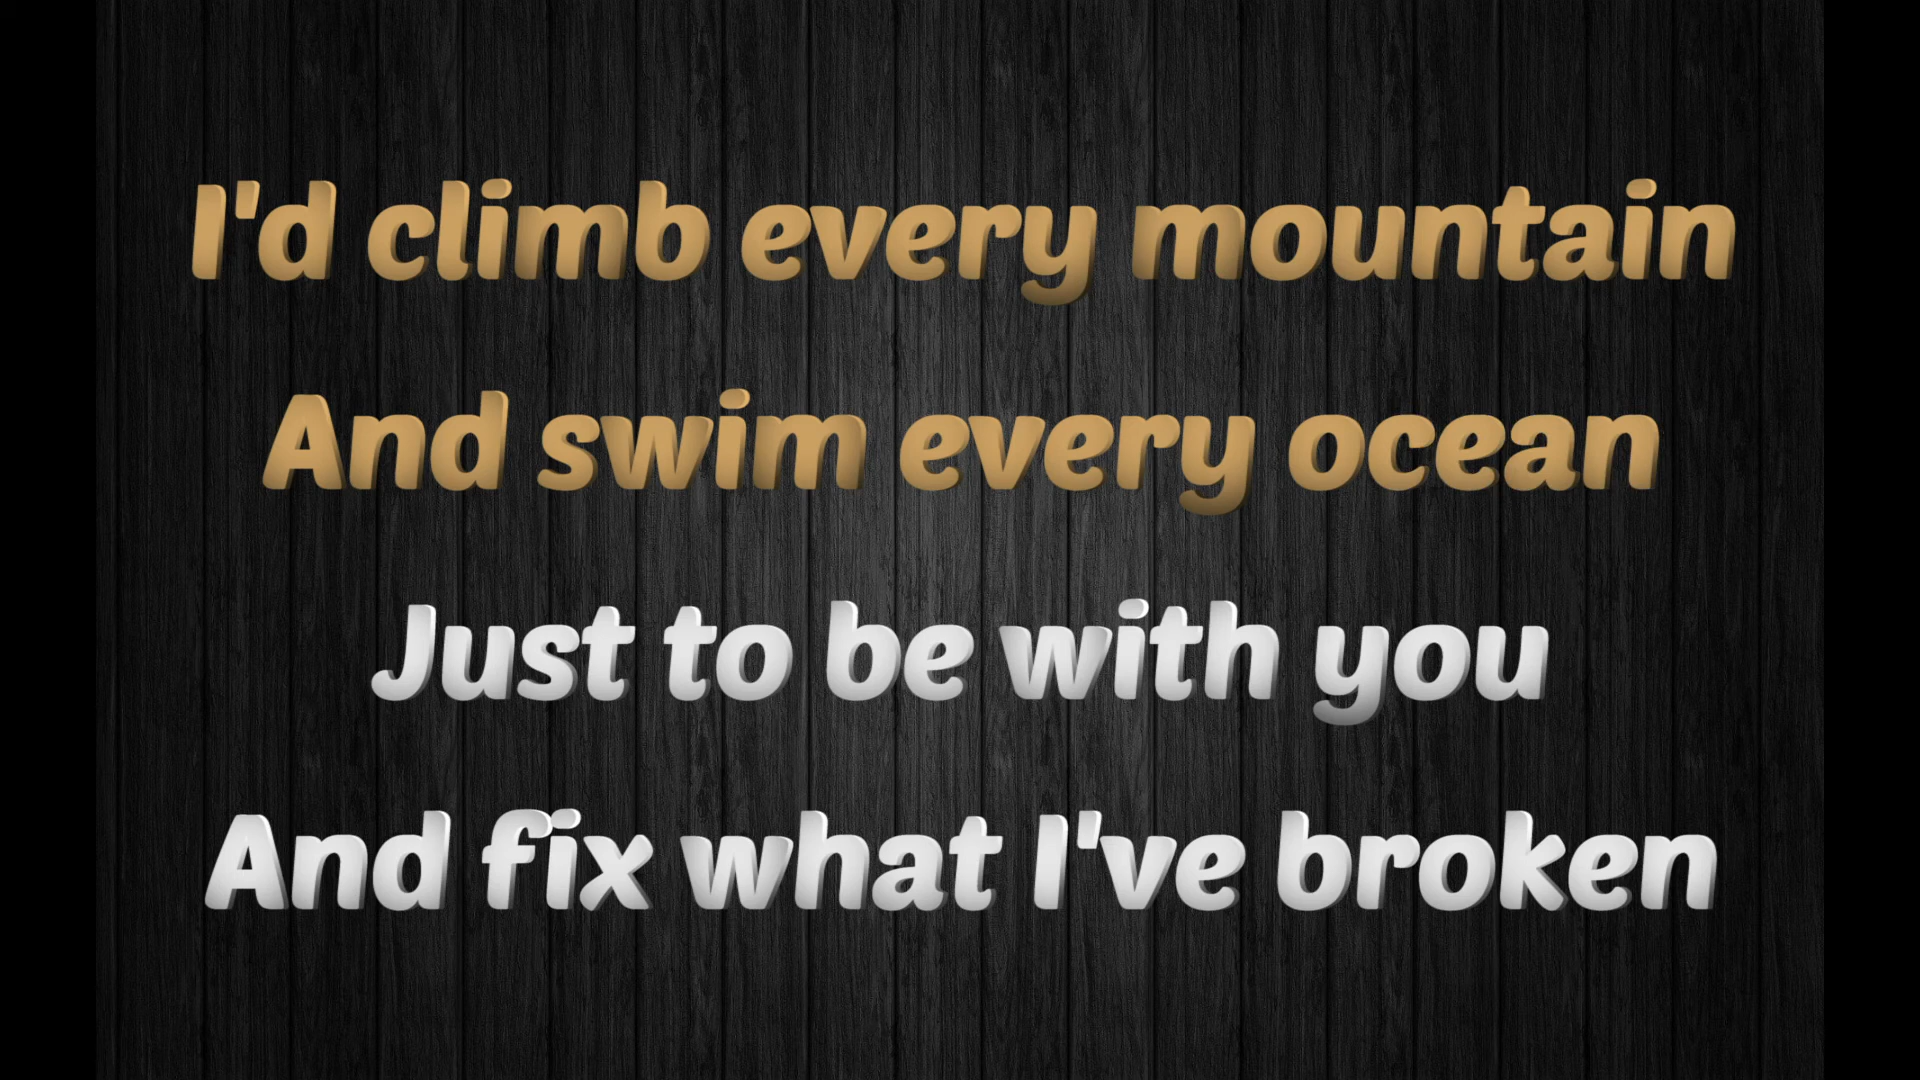 I'd climb every mountain
And swim every ocean
Just to be with you
And fix what I've broken